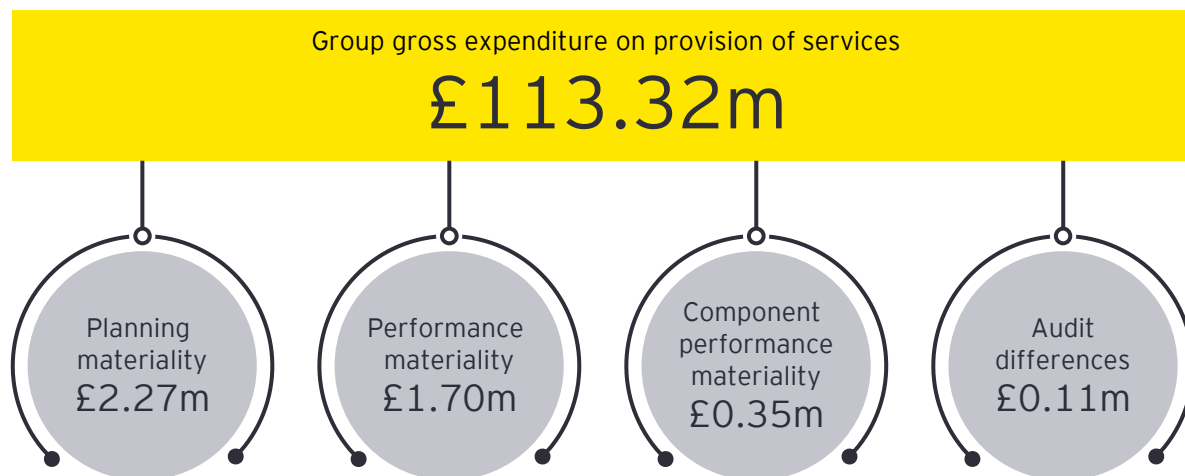 Group gross expenditure on provision of services
£113.32m
Planning
materiality
£2.27m
Performance
materiality
£1.70m
Component
performance
materiality
£0.35m
Audit
differences
£0.11m